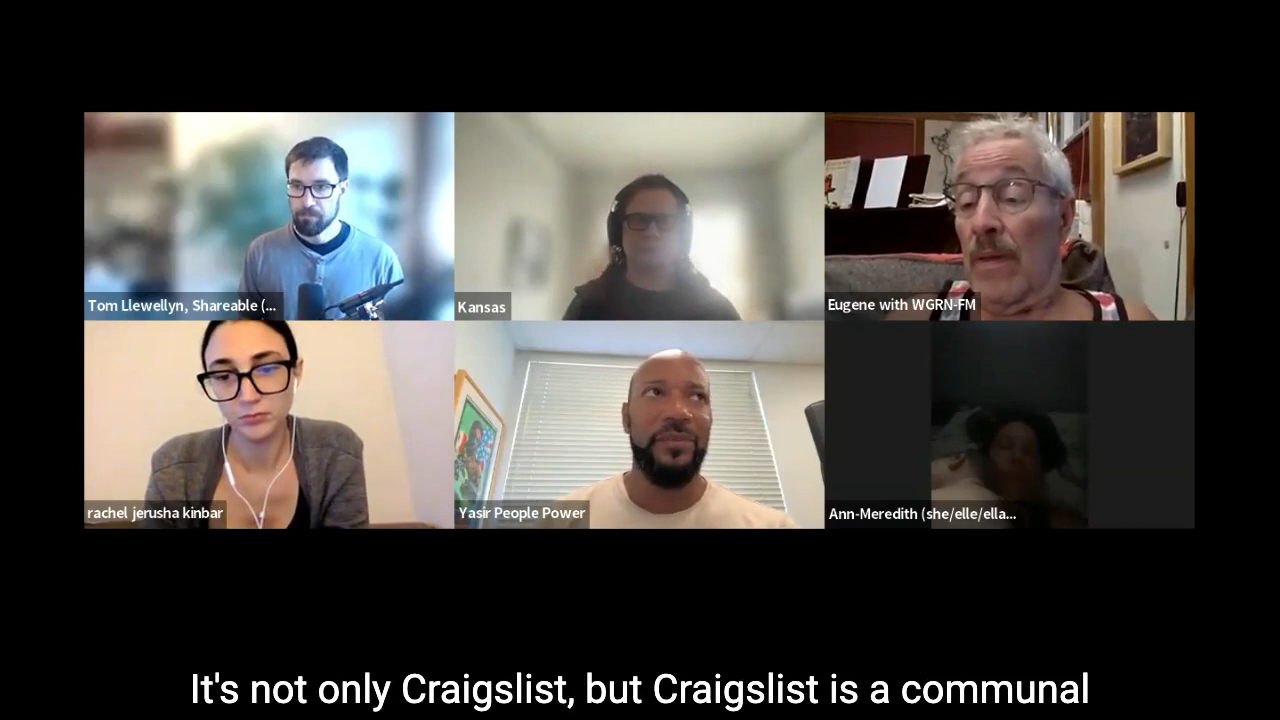 Tom Llewellyn, Shareable (...
Kansas
Eugene with WGRN-FM
rachel jerusha kinbar
Yasir People Power
Ann-Meredith (she/elle/ella...
It's not only Craigslist, but Craigslist is a communal